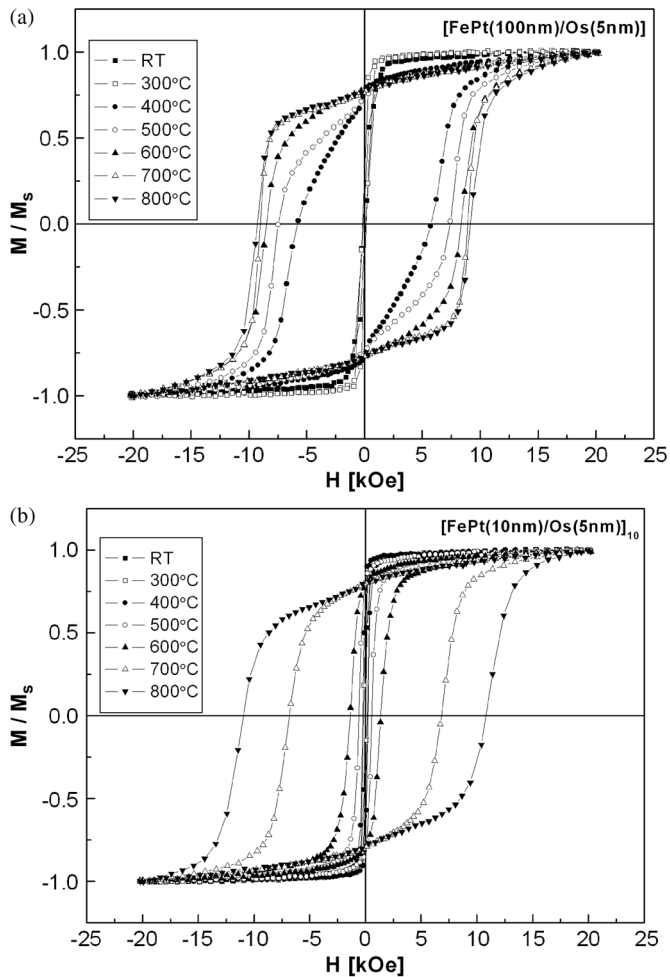 (a)
[FePt(100nm)/Os(5nm)]
RT
300°C
400°C
500°C
600°C
700°C
800°C
1.0
0.5
0.0
-0.5
-1.0
M / Ms
-25 -20 -15 -10 -5 0 5 10 15 20 25
H [kOe]
(b)
[FePt(10nm)/Os(5nm)]10
RT
300°C
400°C
500°C
600°C
700°C
800°C
1.0
0.5
0.0
-0.5
-1.0
M / Ms
-25 -20 -15 -10 -5 0 5 10 15 20 25
H [kOe]